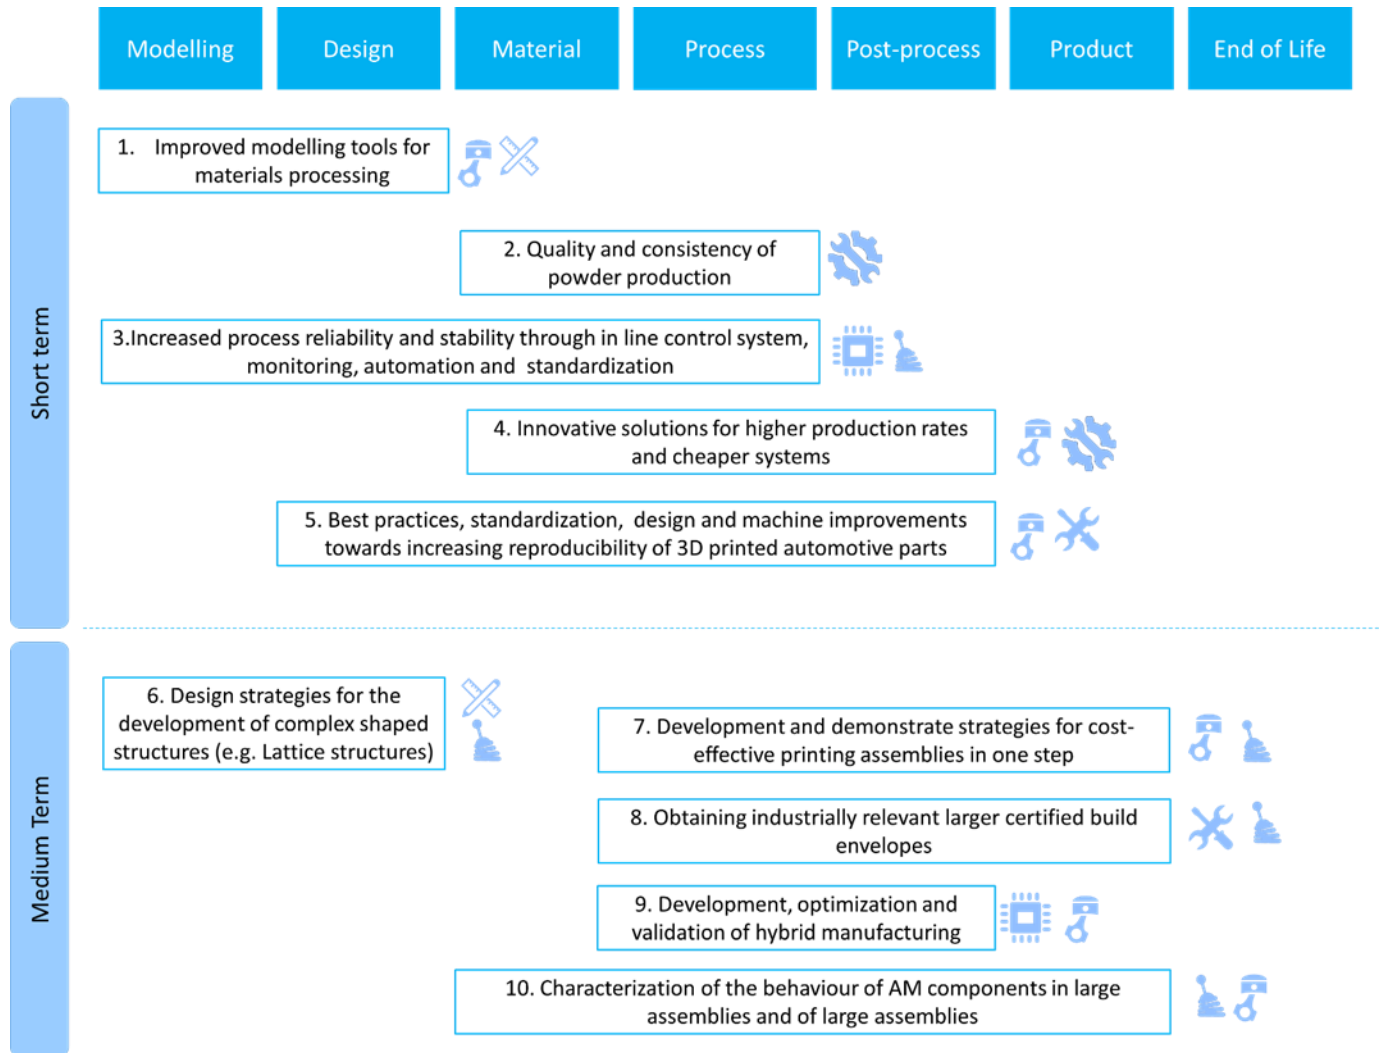 Modelling
Design
Material
Process
Post-process
Product
End of Life
Short term
1. Improved modelling tools for
materials processing
2. Quality and consistency of
powder production
3.Increased process reliability and stability through in line control system,
monitoring, automation and standardization
4. Innovative solutions for higher production rates
and cheaper systems
5. Best practices, standardization, design and machine improvements
towards increasing reproducibility of 3D printed automotive parts
Medium Term
6. Design strategies for the
development of complex shaped
structures (e.g. Lattice structures)
7. Development and demonstrate strategies for cost-
effective printing assemblies in one step
8. Obtaining industrially relevant larger certified build
envelopes
9. Development, optimization and
validation of hybrid manufacturing
10. Characterization of the behaviour of AM components in large
assemblies and of large assemblies